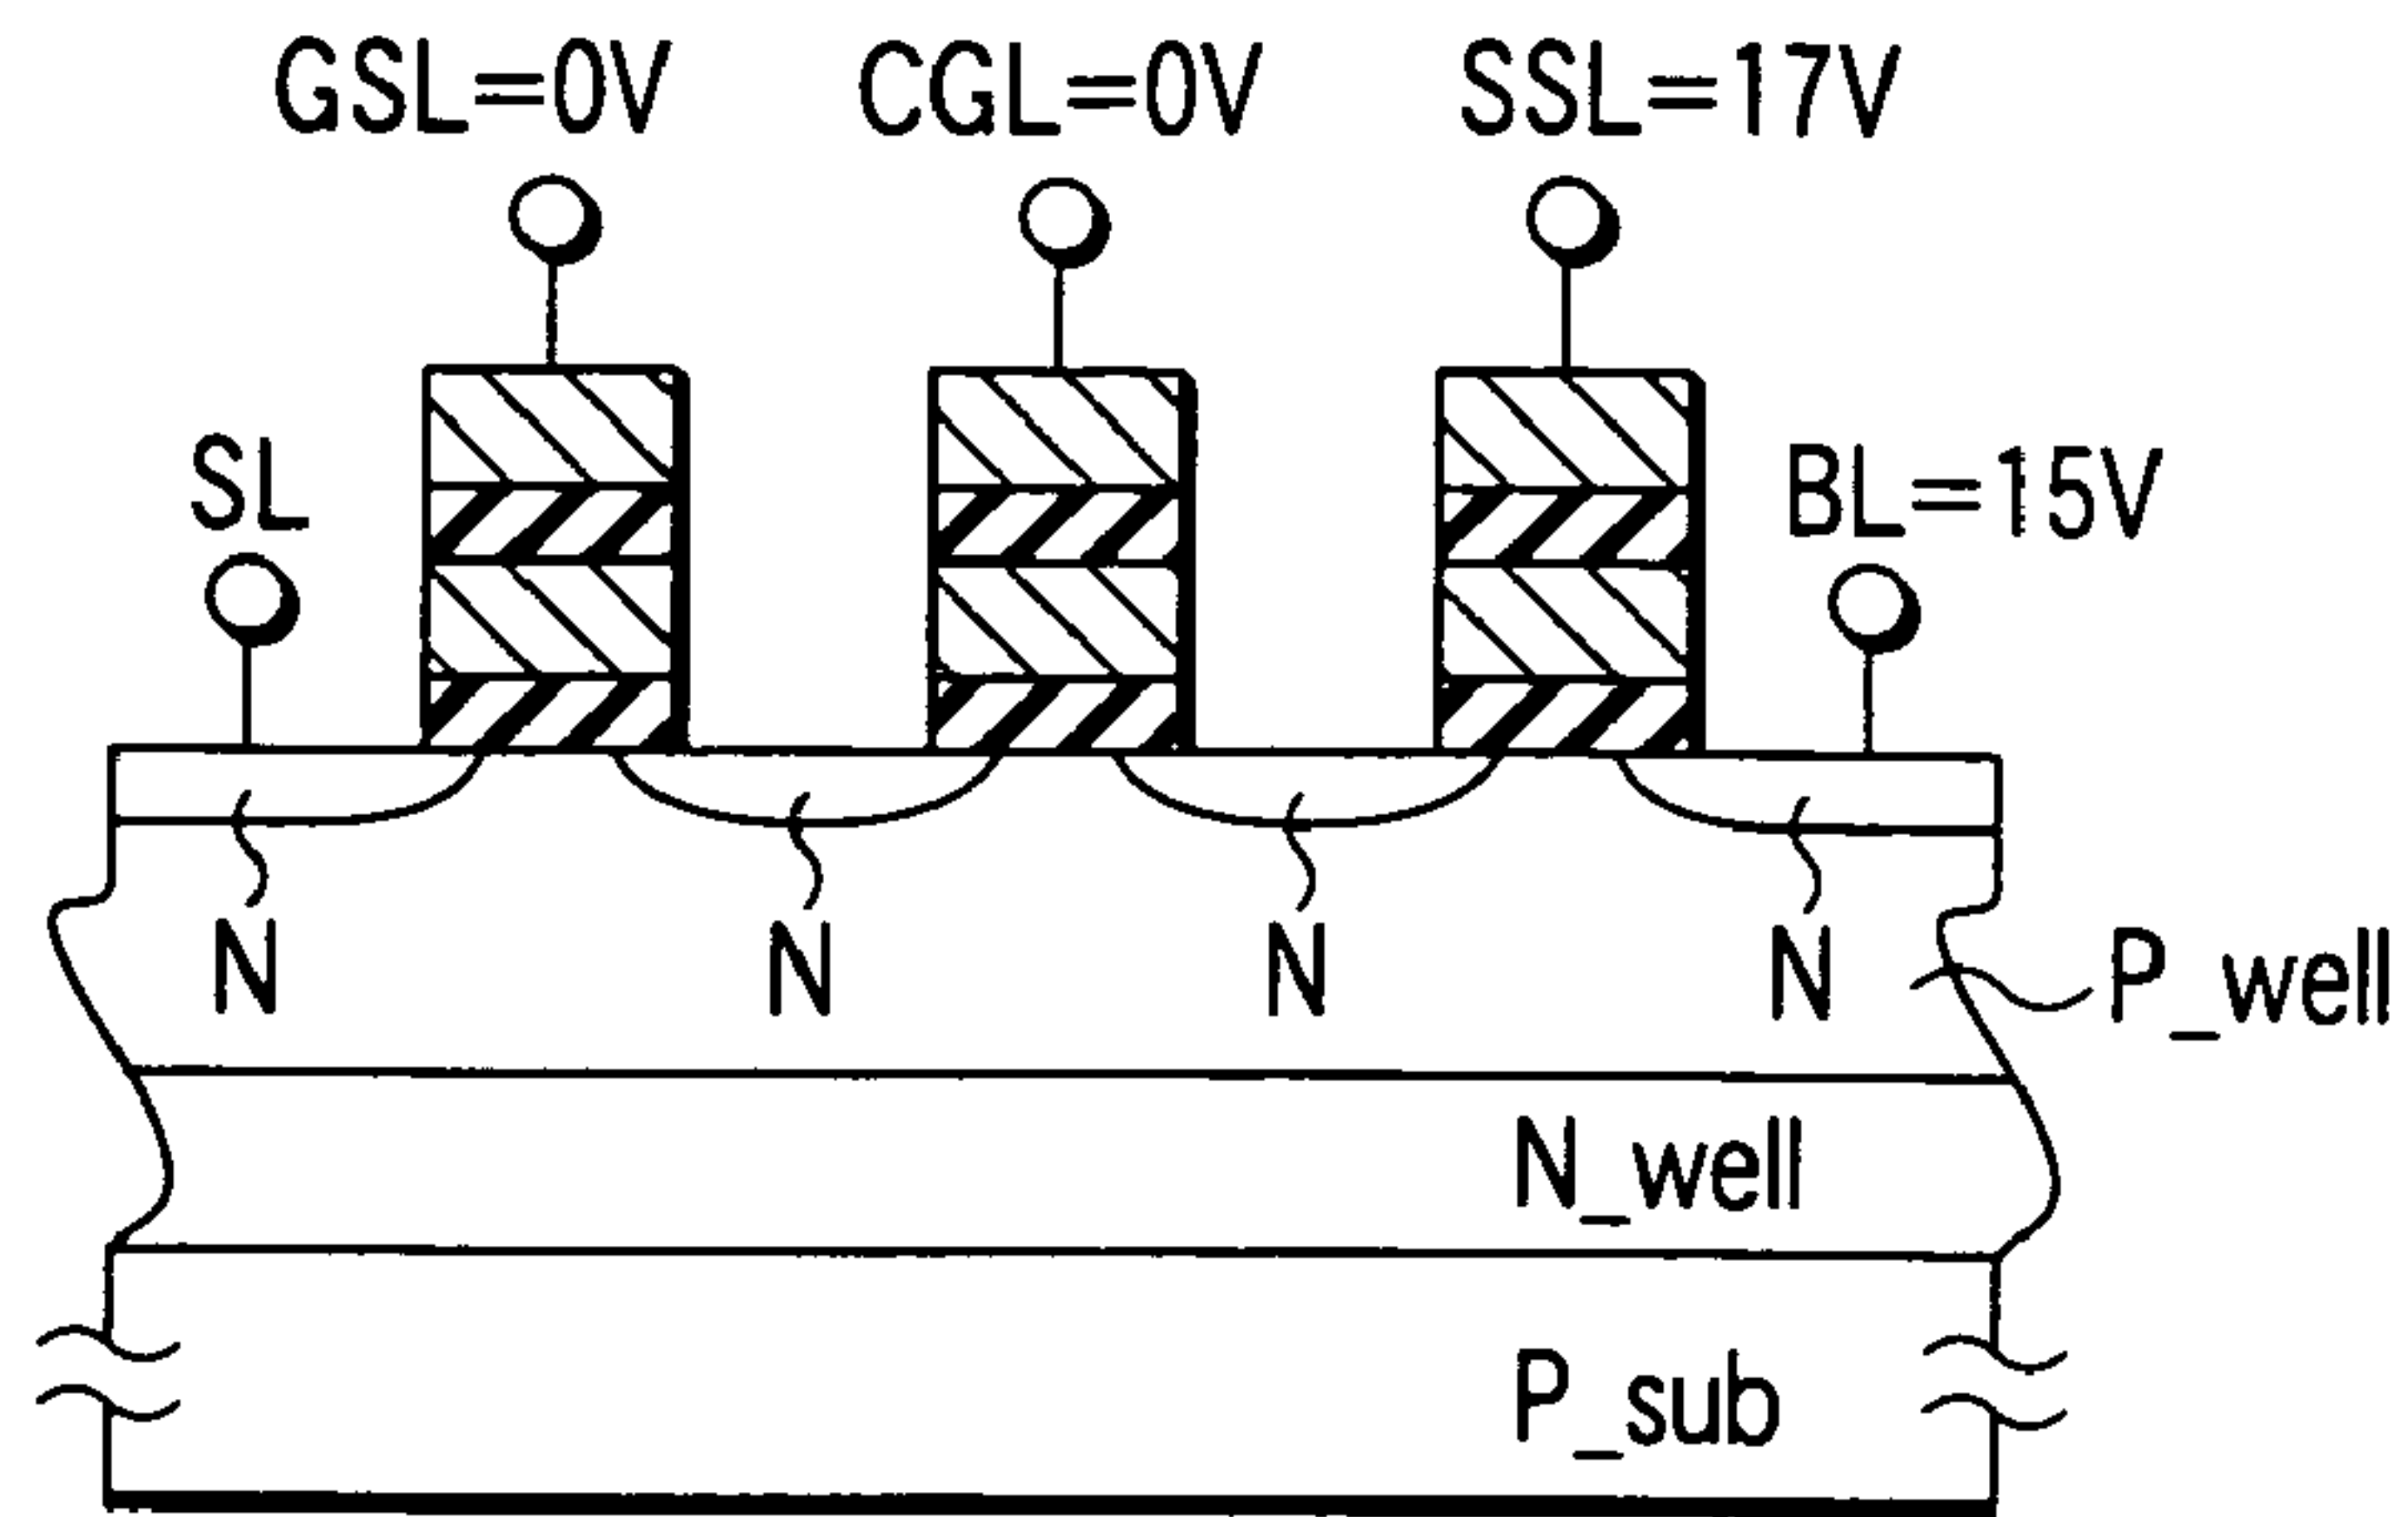 GSL=0V
CGL=0V
SSL=17V
SL
BL=15V
N
N
N
N
P_well
N_well
P_sub